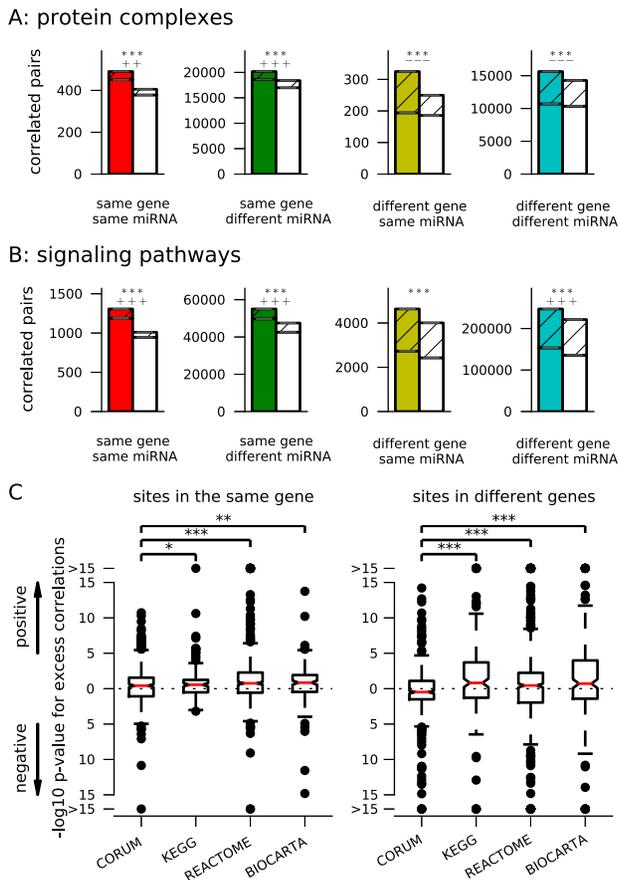 A: protein complexes
correlated pairs
* * *
+ +
* * *
+ + +
* * *
− − −
* * *
− − −
400
200
0
20000
15000
10000
5000
0
300
200
100
0
15000
10000
5000
0
same gene
same miRNA
same gene
different miRNA
different gene
same miRNA
different gene
different miRNA
B: signaling pathways
correlated pairs
* * *
+ + +
* * *
+ + +
* * *
* * *
+ + +
1500
1000
500
0
60000
40000
20000
0
4000
2000
0
200000
100000
0
same gene
same miRNA
same gene
different miRNA
different gene
same miRNA
different gene
different miRNA
C
sites in the same gene
sites in different genes
-log10 p-value for excess correlations
positive
negative
**
***
*
>15
15
10
5
0
5
10
15
>15
CORUM
KEGG
REACTOME
BIOCARTA
***
***
***
>15
15
10
5
0
5
10
15
>15
CORUM
KEGG
REACTOME
BIOCARTA